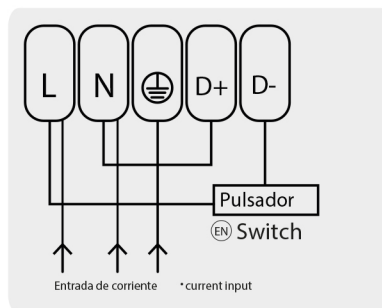 L N D+ D-
Pulsador
EN Switch
Entrada de corriente *current input